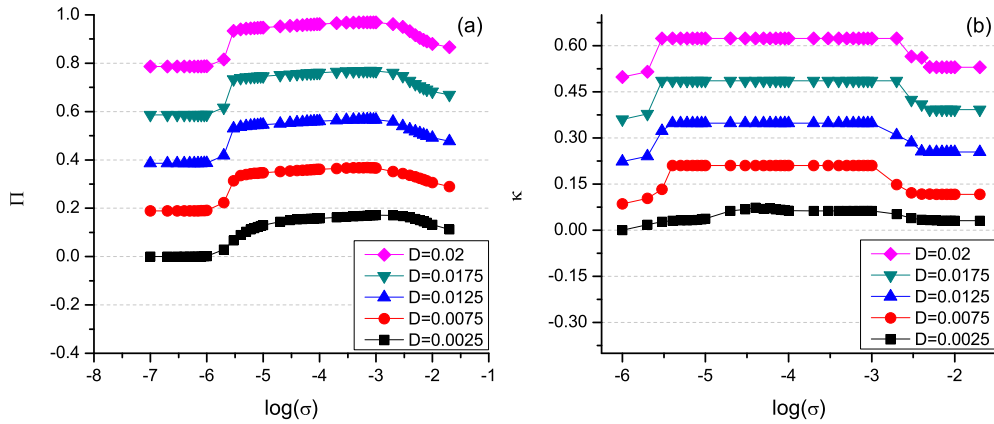 (a)
1.0
0.8
0.6
0.4
0.2
0.0
-0.2
-0.4
Π
-8
-7
-6
-5
-4
-3
-2
-1
log(σ)
D=0.02
D=0.0175
D=0.0125
D=0.0075
D=0.0025
(b)
0.60
0.45
0.30
0.15
0.00
-0.15
-0.30
κ
-6
-5
-4
-3
-2
log(σ)
D=0.02
D=0.0175
D=0.0125
D=0.0075
D=0.0025